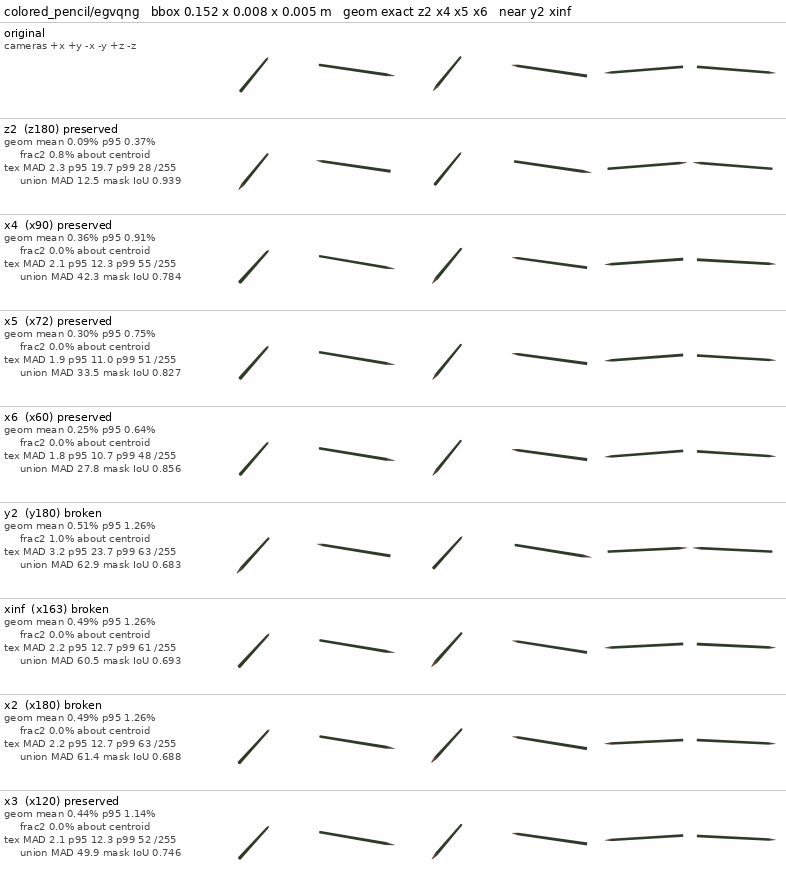 colored_pencil/egvqng   bbox 0.152 x 0.008 x 0.005 m   geom exact z2 x4 x5 x6   near y2 xinf
original
cameras +x +y -x -y +z -z
z2  (z180) preserved
geom mean 0.09% p95 0.37%
frac2 0.8% about centroid
tex MAD 2.3 p95 19.7 p99 28 /255
union MAD 12.5 mask IoU 0.939
x4  (x90) preserved
geom mean 0.36% p95 0.91%
frac2 0.0% about centroid
tex MAD 2.1 p95 12.3 p99 55 /255
union MAD 42.3 mask IoU 0.784
x5  (x72) preserved
geom mean 0.30% p95 0.75%
frac2 0.0% about centroid
tex MAD 1.9 p95 11.0 p99 51 /255
union MAD 33.5 mask IoU 0.827
x6  (x60) preserved
geom mean 0.25% p95 0.64%
frac2 0.0% about centroid
tex MAD 1.8 p95 10.7 p99 48 /255
union MAD 27.8 mask IoU 0.856
y2  (y180) broken
geom mean 0.51% p95 1.26%
frac2 1.0% about centroid
tex MAD 3.2 p95 23.7 p99 63 /255
union MAD 62.9 mask IoU 0.683
xinf  (x163) broken
geom mean 0.49% p95 1.26%
frac2 0.0% about centroid
tex MAD 2.2 p95 12.7 p99 61 /255
union MAD 60.5 mask IoU 0.693
x2  (x180) broken
geom mean 0.49% p95 1.26%
frac2 0.0% about centroid
tex MAD 2.2 p95 12.7 p99 63 /255
union MAD 61.4 mask IoU 0.688
x3  (x120) preserved
geom mean 0.44% p95 1.14%
frac2 0.0% about centroid
tex MAD 2.1 p95 12.3 p99 52 /255
union MAD 49.9 mask IoU 0.746